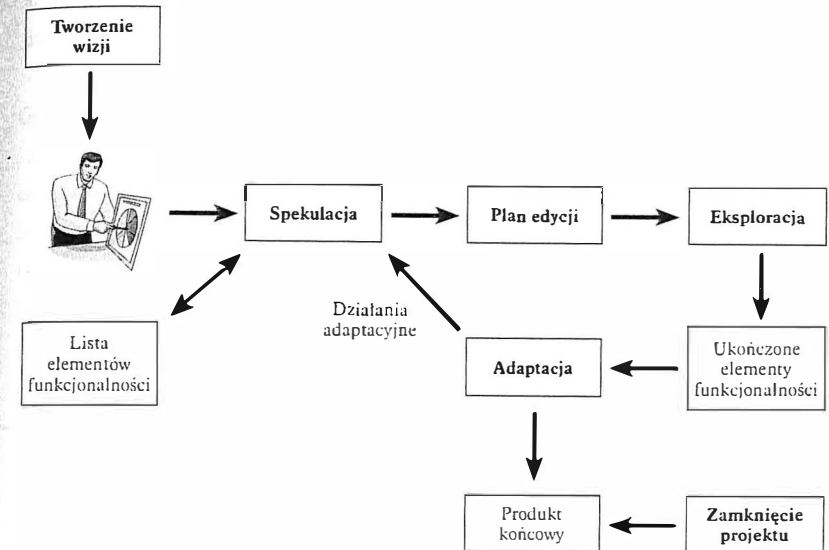 Tworzenie
wizji
Spekulacja
Plan edycji
Eksploracja
Działania
adaptacyjne
Lista
elementów
funkcjonalności
Adaptacja
Ukończone
elementy
funkcjonalności
Produkt
końcowy
Zamknięcie
projektu